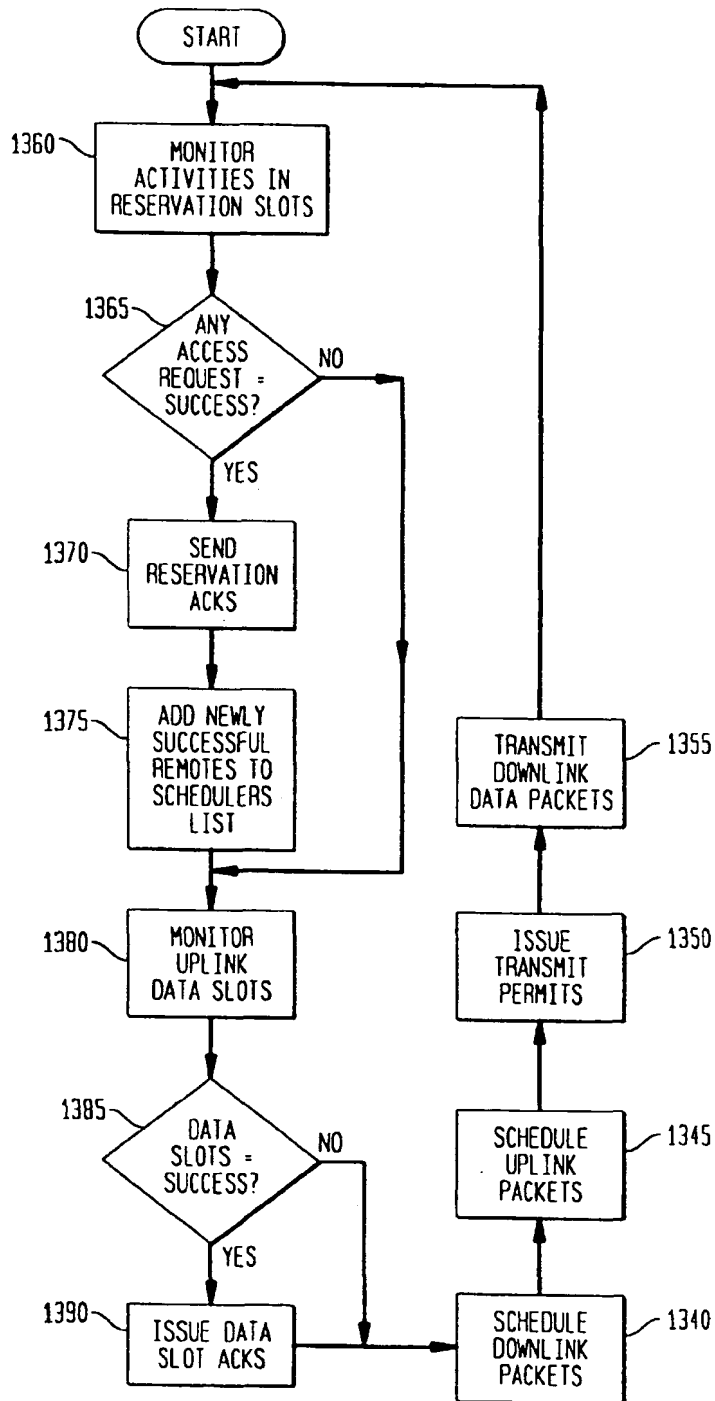 START
1360
MONITOR
ACTIVITIES IN
RESERVATION SLOTS
1365
ANY
ACCESS
REQUEST =
SUCCESS?
NO
YES
1370
SEND
RESERVATION
ACKS
1375
ADD NEWLY
SUCCESSFUL
REMOTES TO
SCHEDULERS
LIST
1380
MONITOR
UPLINK
DATA SLOTS
1385
DATA
SLOTS =
SUCCESS?
NO
YES
1390
ISSUE DATA
SLOT ACKS
TRANSMIT
DOWNLINK
DATA PACKETS
1355
ISSUE
TRANSMIT
PERMITS
1350
SCHEDULE
UPLINK
PACKETS
1345
SCHEDULE
DOWNLINK
PACKETS
1340